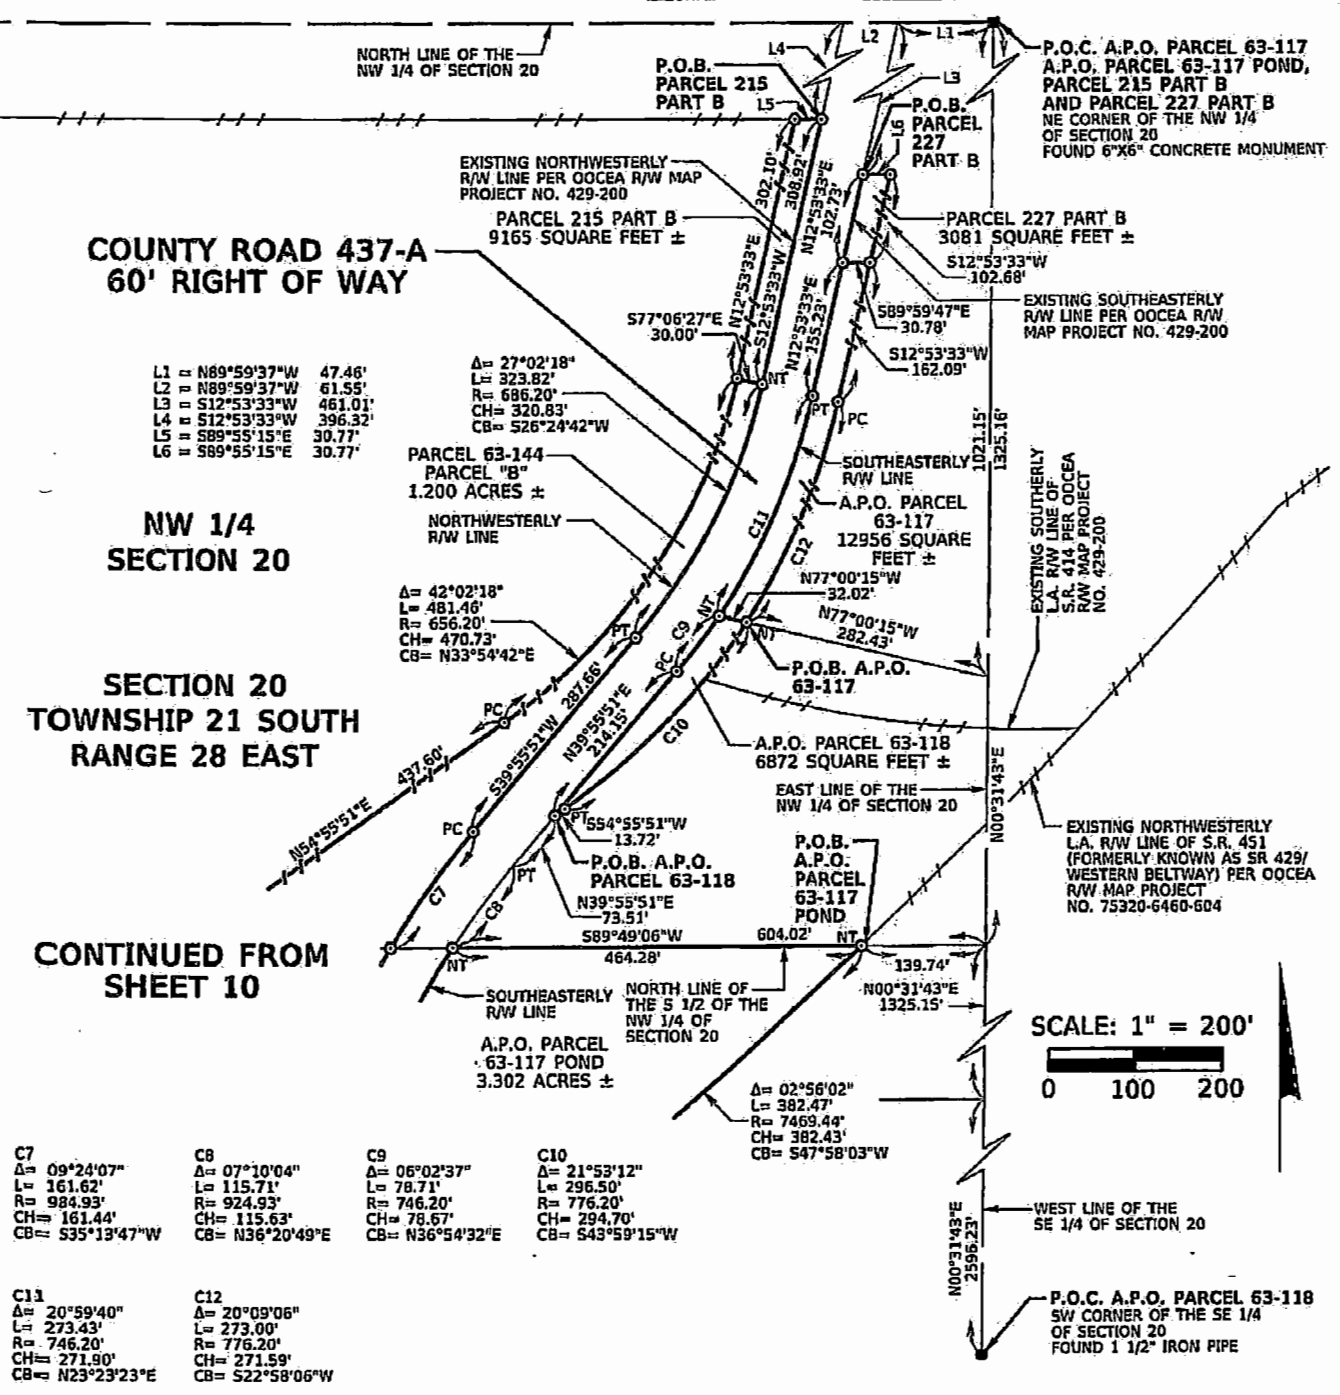 NORTH LINE OF THE
NW 1/4 OF SECTION 20
L4
L2
L1
P.O.C. A.P.O. PARCEL 63-117
A.P.O. PARCEL 63-117 POND,
PARCEL 215 PART B
AND PARCEL 227 PART B
NE CORNER OF THE NW 1/4
OF SECTION 20
FOUND 6"X6" CONCRETE MONUMENT
P.O.B.
PARCEL 215
PART B
L5
L3
P.O.B.
PARCEL
227
PART B
L6
EXISTING NORTHWESTERLY
R/W LINE PER OOCEA R/W MAP
PROJECT NO. 429-200
302.10'
308.92'
N12°53'33"E
102.73'
PARCEL 215 PART B
9165 SQUARE FEET ±
PARCEL 227 PART B
3081 SQUARE FEET ±
S12°53'33"W
102.68'
COUNTY ROAD 437-A
60' RIGHT OF WAY
N12°53'33"E
S12°53'33"W
N12°53'33"E
155.23'
S89°59'47"E
30.78'
EXISTING SOUTHEASTERLY
R/W LINE PER OOCEA R/W
MAP PROJECT NO. 429-200
S77°06'27"E
30.00'
S12°53'33"W
162.09'
L1 = N89°59'37"W 47.46'
L2 = N89°59'37"W 61.55'
L3 = S12°53'33"W 461.01'
L4 = S12°53'33"W 396.32'
L5 = S89°55'15"E 30.77'
L6 = S89°55'15"E 30.77'
Δ= 27°02'18"
L= 323.82'
R= 686.20'
CH= 320.83'
CB= S26°24'42"W
NT
PT
PC
1021.15'
1325.16'
PARCEL 63-144
PARCEL "B"
1.200 ACRES ±
SOUTHEASTERLY
R/W LINE
A.P.O. PARCEL
63-117
12956 SQUARE
FEET ±
EXISTING SOUTHERLY
L.A. R/W LINE OF
S.R. 414 PER OOCEA
R/W MAP PROJECT
NO. 429-200
NW 1/4
SECTION 20
NORTHWESTERLY
R/W LINE
C11
C12
N77°00'15"W
32.02'
N77°00'15"W
282.43'
Δ= 42°02'18"
L= 481.46'
R= 656.20'
CH= 470.73'
CB= N33°54'42"E
PT
NT
C9
NT
PC
P.O.B. A.P.O.
63-117
SECTION 20
TOWNSHIP 21 SOUTH
RANGE 28 EAST
PC
437.60'
N54°55'51"E
S39°55'51"W 287.66'
N39°55'51"E
214.15'
C10
A.P.O. PARCEL 63-118
6872 SQUARE FEET ±
EAST LINE OF THE
NW 1/4 OF SECTION 20
N00°31'43"E
PC
PT
S54°55'51"W
13.72'
P.O.B. A.P.O.
PARCEL 63-118
P.O.B.
A.P.O.
PARCEL
63-117
POND
EXISTING NORTHWESTERLY
L.A. R/W LINE OF S.R. 451
(FORMERLY KNOWN AS SR 429/
WESTERN BELTWAY) PER OOCEA
R/W MAP PROJECT
NO. 75320-6460-604
C7
C8
PT
N39°55'51"E
73.51'
CONTINUED FROM
SHEET 10
NT
S89°49'06"W 604.02'
464.28'
NT
139.74'
N00°31'43"E
1325.15'
SOUTHEASTERLY
R/W LINE
NORTH LINE OF
THE S 1/2 OF THE
NW 1/4 OF
SECTION 20
A.P.O. PARCEL
63-117 POND
3.302 ACRES ±
SCALE: 1" = 200'
0 100 200
Δ= 02°56'02"
L= 382.47'
R= 7469.44'
CH= 382.43'
CB= S47°58'03"W
C7
Δ= 09°24'07"
L= 161.62'
R= 984.93'
CH= 161.44'
CB= S35°13'47"W
C8
Δ= 07°10'04"
L= 115.71'
R= 924.93'
CH= 115.63'
CB= N36°20'49"E
C9
Δ= 06°02'37"
L= 78.71'
R= 746.20'
CH= 78.67'
CB= N36°54'32"E
C10
Δ= 21°53'12"
L= 296.50'
R= 776.20'
CH= 294.70'
CB= S43°59'15"W
WEST LINE OF THE
SE 1/4 OF SECTION 20
N00°31'43"E
2596.23'
C11
Δ= 20°59'40"
L= 273.43'
R= 746.20'
CH= 271.90'
CB= N23°23'23"E
C12
Δ= 20°09'06"
L= 273.00'
R= 776.20'
CH= 271.59'
CB= S22°58'06"W
P.O.C. A.P.O. PARCEL 63-118
SW CORNER OF THE SE 1/4
OF SECTION 20
FOUND 1 1/2" IRON PIPE